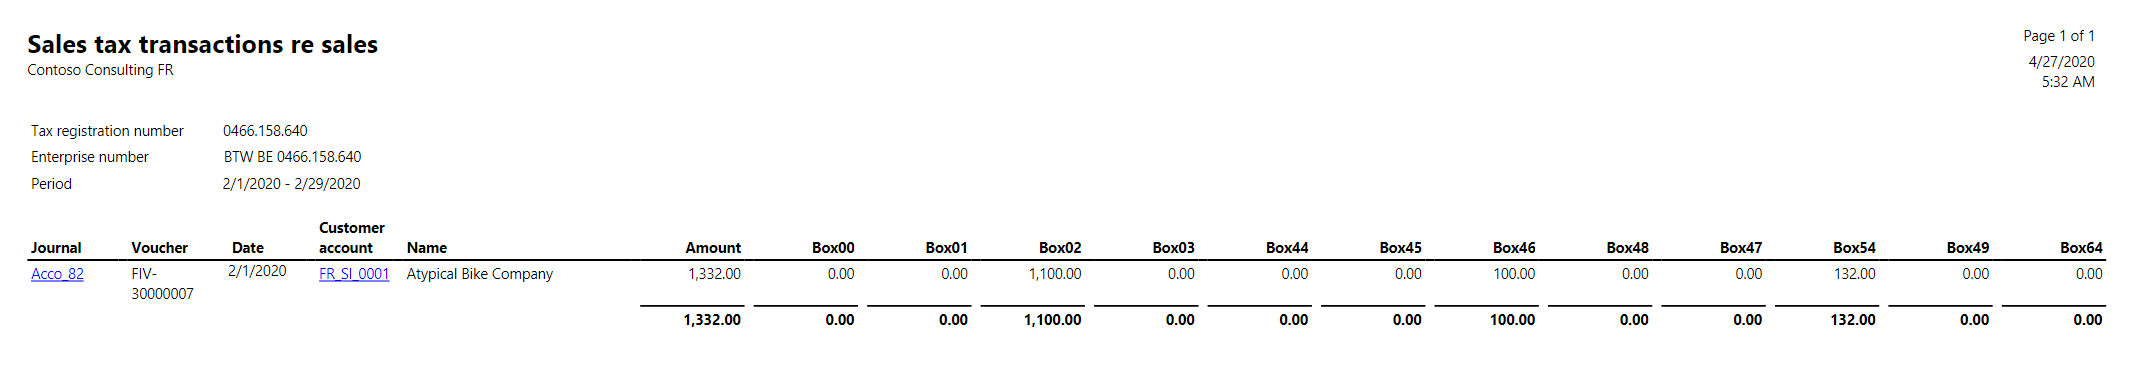 Sales tax transactions re sales
Contoso Consulting FR
Page 1 of 1
4/27/2020
5:32 AM
Tax registration number 0466.158.640
Enterprise number BTW BE 0466.158.640
Period 2/1/2020 - 2/29/2020
Journal Voucher Date Customer account Name Amount Box00 Box01 Box02 Box03 Box44 Box45 Box46 Box48 Box47 Box54 Box49 Box64
Acco_82 FIV- 2/1/2020 FR_SI_0001 Atypical Bike Company 1,332.00 0.00 0.00 1,100.00 0.00 0.00 0.00 100.00 0.00 0.00 132.00 0.00 0.00
30000007
1,332.00 0.00 0.00 1,100.00 0.00 0.00 0.00 100.00 0.00 0.00 132.00 0.00 0.00